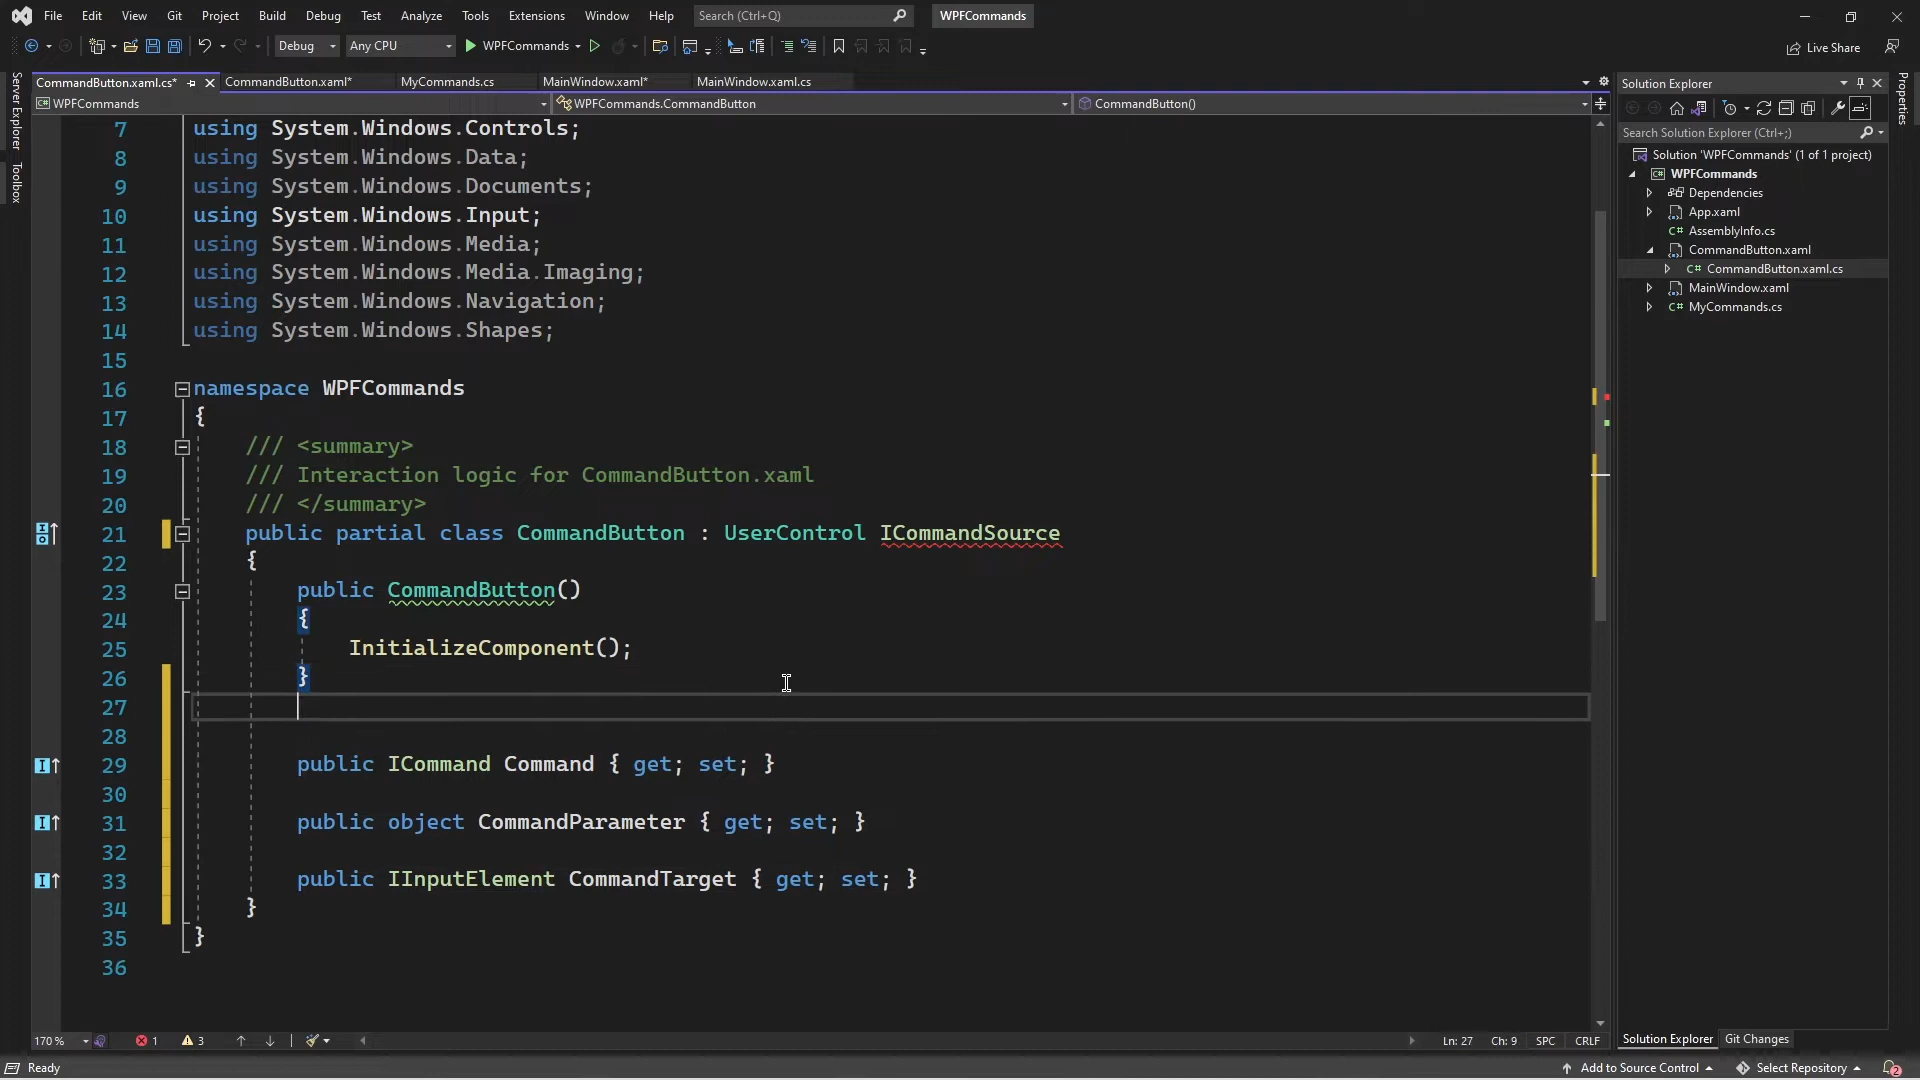 File Edit View Git Project Build Debug Test Analyze Tools Extensions Window Help Search (Ctrl+Q) WPFCommands
Debug Any CPU WPFCommands Live Share
CommandButton.xaml.cs* CommandButton.xaml* MyCommands.cs MainWindow.xaml* MainWindow.xaml.cs
WPFCommands WPFCommands.CommandButton CommandButton()
Server Explorer
Toolbox
7 using System.Windows.Controls;
8 using System.Windows.Data;
9 using System.Windows.Documents;
10 using System.Windows.Input;
11 using System.Windows.Media;
12 using System.Windows.Media.Imaging;
13 using System.Windows.Navigation;
14 using System.Windows.Shapes;
15
16 namespace WPFCommands
17 {
18 /// <summary>
19 /// Interaction logic for CommandButton.xaml
20 /// </summary>
21 public partial class CommandButton : UserControl ICommandSource
22 {
23 public CommandButton()
24 {
25 InitializeComponent();
26 }
27
28
29 public ICommand Command { get; set; }
30
31 public object CommandParameter { get; set; }
32
33 public IInputElement CommandTarget { get; set; }
34 }
35 }
36
170 % 1 3 Ln: 27 Ch: 9 SPC CRLF
Solution Explorer
Search Solution Explorer (Ctrl+;)
Solution 'WPFCommands' (1 of 1 project)
WPFCommands
Dependencies
App.xaml
AssemblyInfo.cs
CommandButton.xaml
CommandButton.xaml.cs
MainWindow.xaml
MyCommands.cs
Properties
Solution Explorer Git Changes
Ready Add to Source Control Select Repository 2